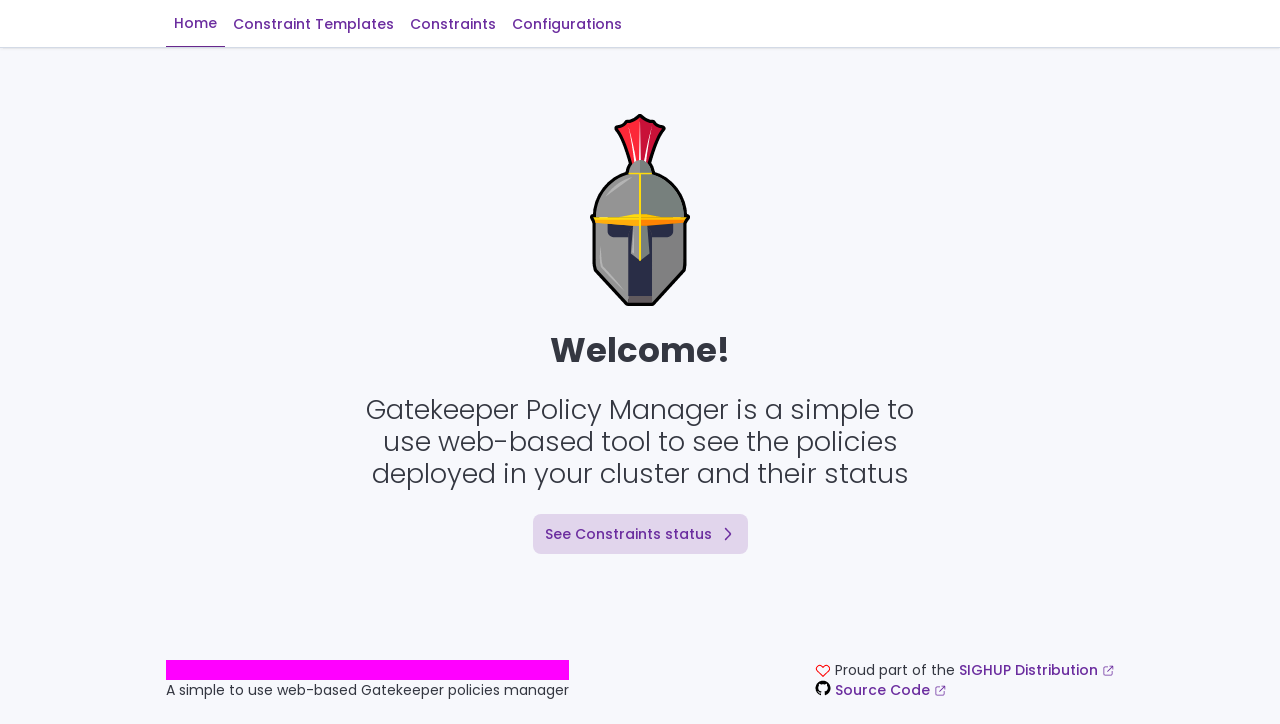 Home Constraint Templates Constraints Configurations
Welcome!
Gatekeeper Policy Manager is a simple to
use web-based tool to see the policies
deployed in your cluster and their status
See Constraints status
A simple to use web-based Gatekeeper policies manager
Proud part of the SIGHUP Distribution
Source Code